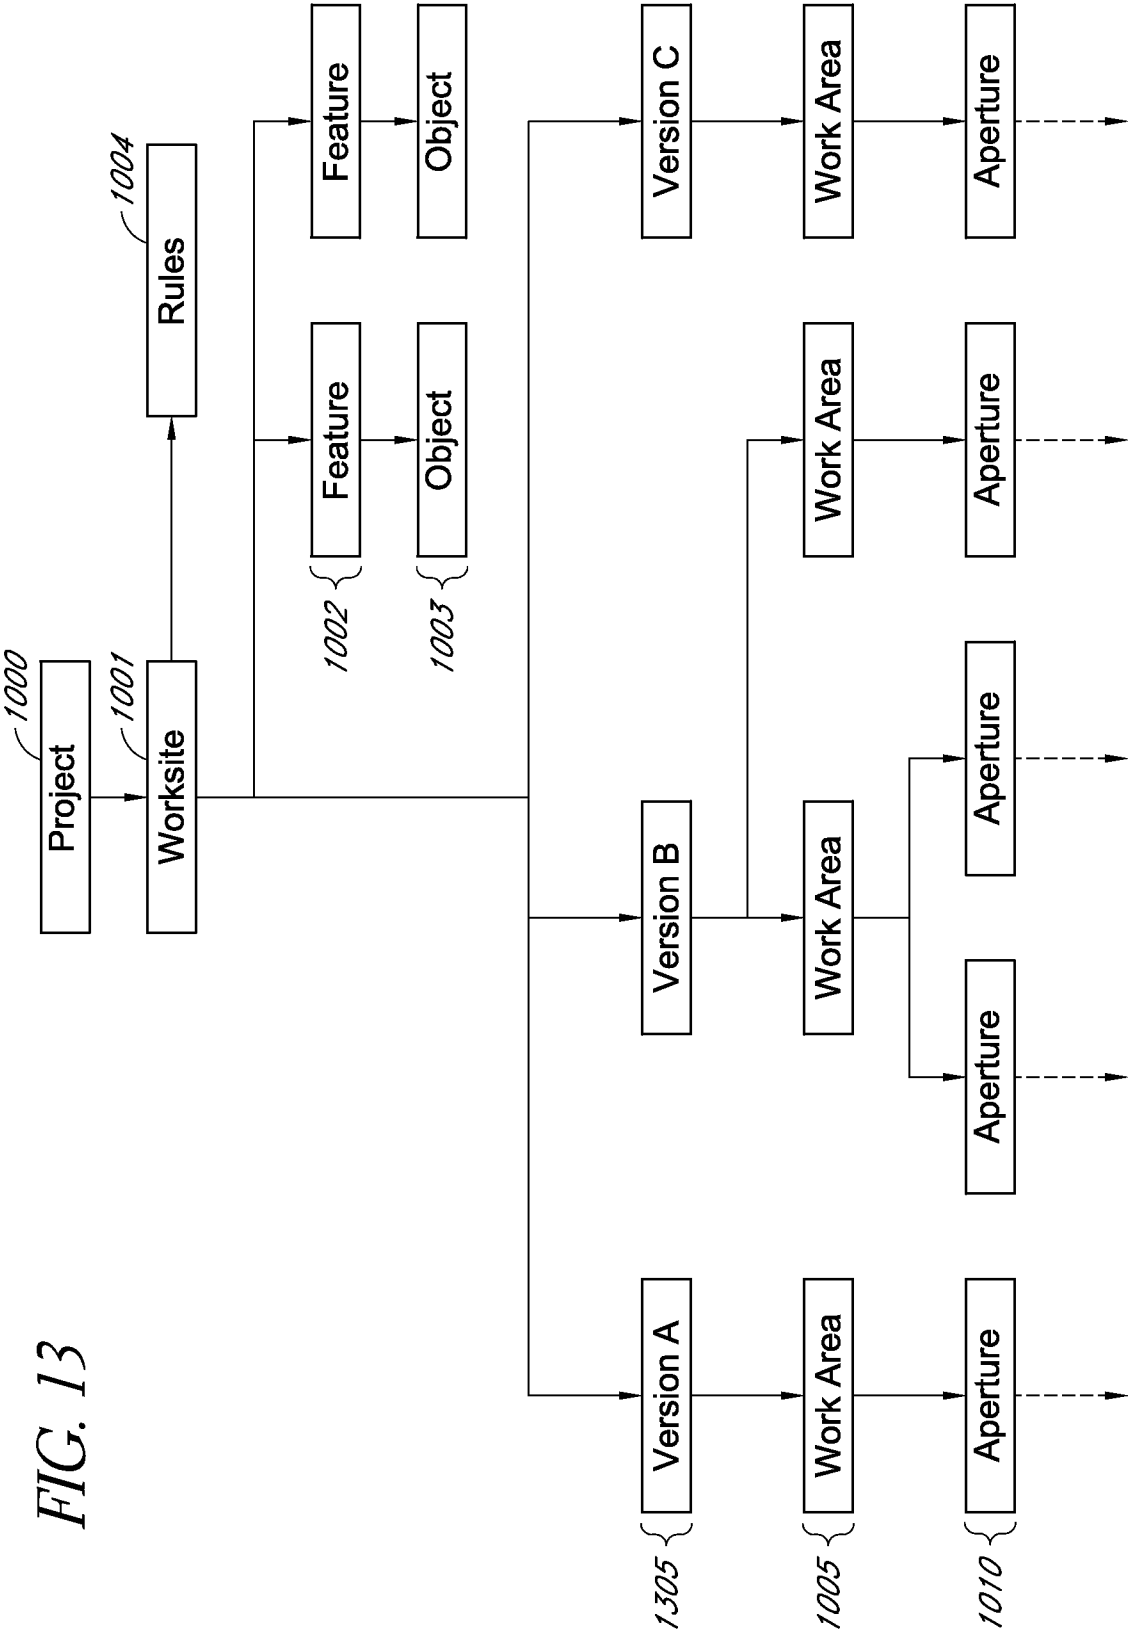 FIG. 13
Project
1000
Worksite
1001
Rules
1004
1002
Feature
Feature
1003
Object
Object
1305
Version A
Version B
Version C
1005
Work Area
Work Area
Work Area
Work Area
1010
Aperture
Aperture
Aperture
Aperture
Aperture